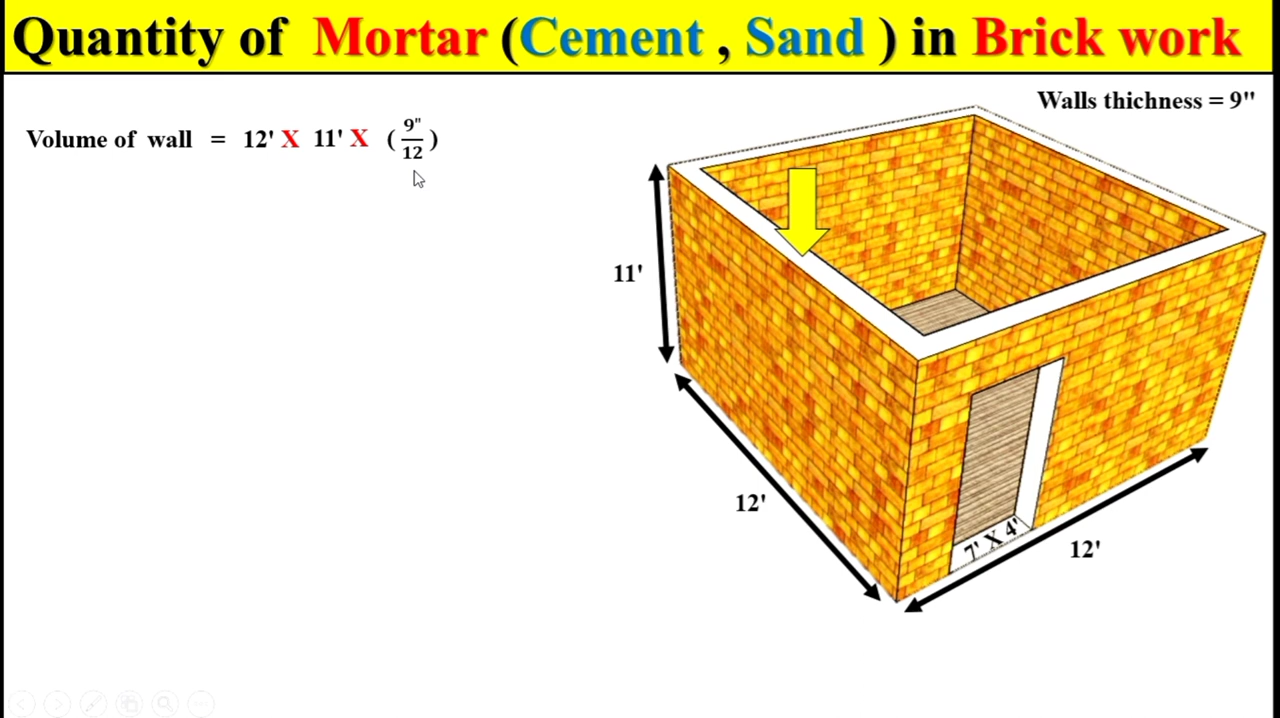 Quantity of Mortar (Cement , Sand ) in Brick work
Walls thichness = 9"
Volume of wall = 12' X 11' X ( 9" / 12 )
11'
12'
7' X 4'
12'